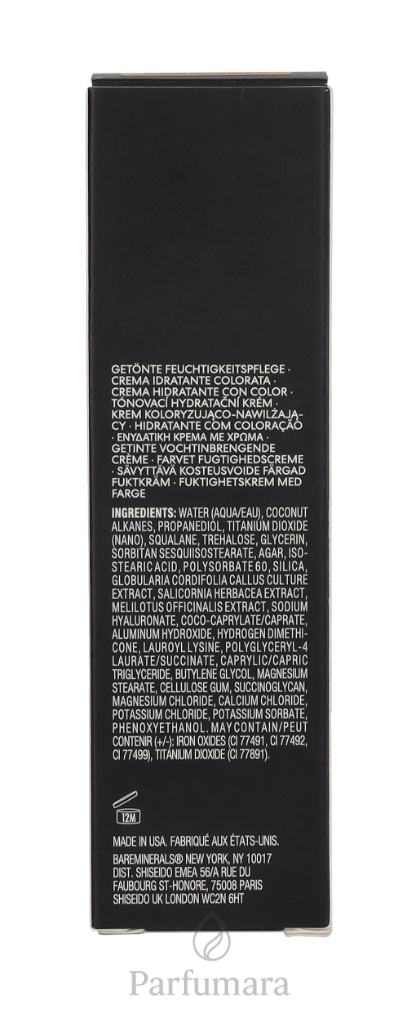 GETÖNTE FEUCHTIGKEITSPFLEGE ·
CREMA IDRATANTE COLORATA ·
CREMA HIDRATANTE CON COLOR ·
TÓNOVACÍ HYDRATAČNÍ KRÉM ·
KREM KOLORYZUJĄCO-NAWILŻAJĄ-
CY · HIDRATANTE COM COLORAÇÃO
· ΕΝΥΔΑΤΙΚΗ ΚΡΕΜΑ ΜΕ ΧΡΩΜΑ ·
GETINTE VOCHTINBRENGENDE
CRÈME · FARVET FUGTIGHEDSCREME
· SÄVYTTÄVÄ KOSTEUSVOIDE FÄRGAD
FUKTKRÄM · FUKTIGHETSKREM MED
FARGE
INGREDIENTS: WATER (AQUA/EAU), COCONUT
ALKANES, PROPANEDIOL, TITANIUM DIOXIDE
(NANO), SQUALANE, TREHALOSE, GLYCERIN,
SORBITAN SESQUIISOSTEARATE, AGAR, ISO-
STEARIC ACID, POLYSORBATE 60, SILICA,
GLOBULARIA CORDIFOLIA CALLUS CULTURE
EXTRACT, SALICORNIA HERBACEA EXTRACT,
MELILOTUS OFFICINALIS EXTRACT, SODIUM
HYALURONATE, COCO-CAPRYLATE/CAPRATE,
ALUMINUM HYDROXIDE, HYDROGEN DIMETHI-
CONE, LAUROYL LYSINE, POLYGLYCERYL-4
LAURATE/SUCCINATE, CAPRYLIC/CAPRIC
TRIGLYCERIDE, BUTYLENE GLYCOL, MAGNESIUM
STEARATE, CELLULOSE GUM, SUCCINOGLYCAN,
MAGNESIUM CHLORIDE, CALCIUM CHLORIDE,
POTASSIUM CHLORIDE, POTASSIUM SORBATE,
PHENOXYETHANOL. MAY CONTAIN/PEUT
CONTENIR (+/-): IRON OXIDES (CI 77491, CI 77492,
CI 77499), TITANIUM DIOXIDE (CI 77891).
12M
MADE IN USA. FABRIQUÉ AUX ÉTATS-UNIS.
BAREMINERALS® NEW YORK, NY 10017
DIST. SHISEIDO EMEA 56/A RUE DU
FAUBOURG ST-HONORE, 75008 PARIS
SHISEIDO UK LONDON WC2N 6HT
Parfumara